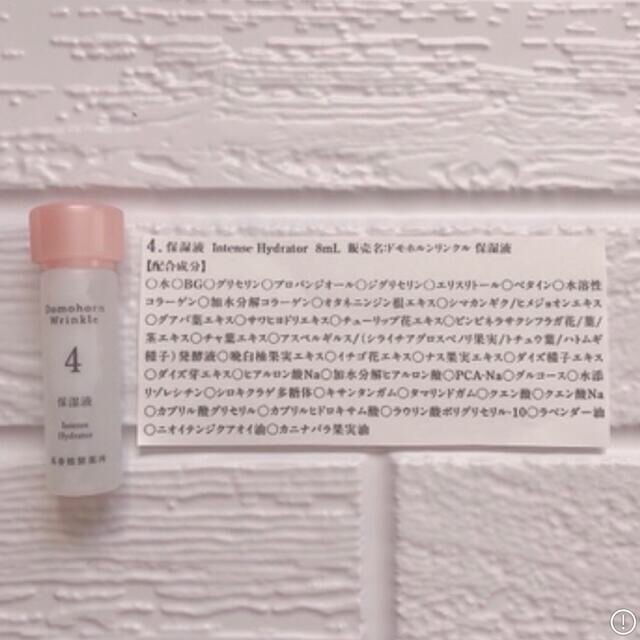 Domohorn
Wrinkle
4
保湿液
Intense
Hydrator
再春館製薬所
4. 保湿液 Intense Hydrator 8mL 販売名:ドモホルンリンクル 保湿液
【配合成分】
○水○BG○グリセリン○プロパンジオール○ジグリセリン○エリスリトール○ベタイン○水溶性
コラーゲン○加水分解コラーゲン○オタネニンジン根エキス○シマカンギク/ヒメジョオンエキス
○グアバ葉エキス○サワヒヨドリエキス○チューリップ花エキス○ピンピネラサクシフラガ花/葉/
茎エキス○チャ葉エキス○アスペルギルス/(シライチアグロスベノリ果実/トチュウ葉/ハトムギ
種子)発酵液○晩白柚果実エキス○イチゴ花エキス○ナス果実エキス○ダイズ種子エキス
○ダイズ芽エキス○ヒアルロン酸Na○加水分解ヒアルロン酸○PCA-Na○グルコース○水添
リゾレシチン○シロキクラゲ多糖体○キサンタンガム○タマリンドガム○クエン酸○クエン酸Na
○カプリル酸グリセリル○カプリルヒドロキサム酸○ラウリン酸ポリグリセリル-10○ラベンダー油
○ニオイテンジクアオイ油○カニナバラ果実油